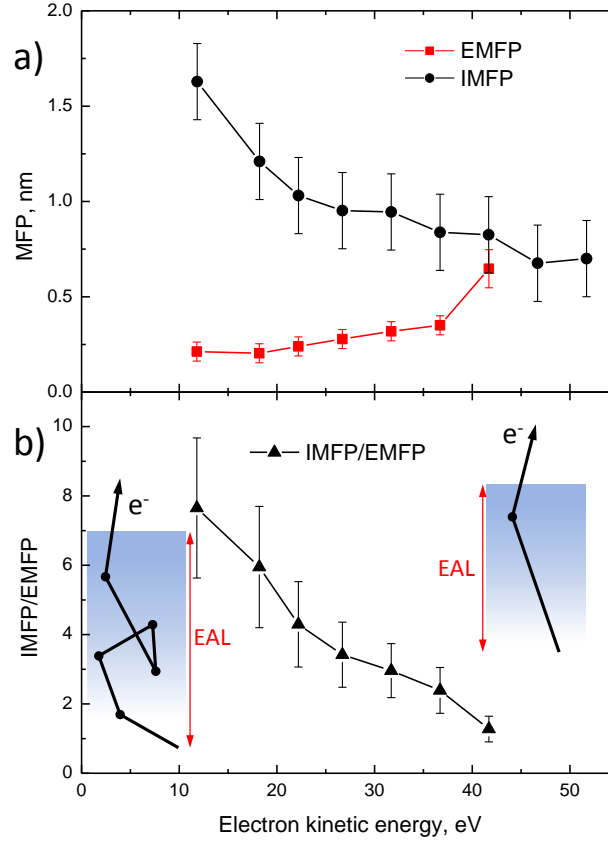 a)
2.0
1.5
1.0
0.5
0.0
MFP, nm
EMFP
IMFP
b)
10
8
6
4
2
0
IMFP/EMFP
IMFP/EMFP
e-
EAL
e-
EAL
0 10 20 30 40 50
Electron kinetic energy, eV